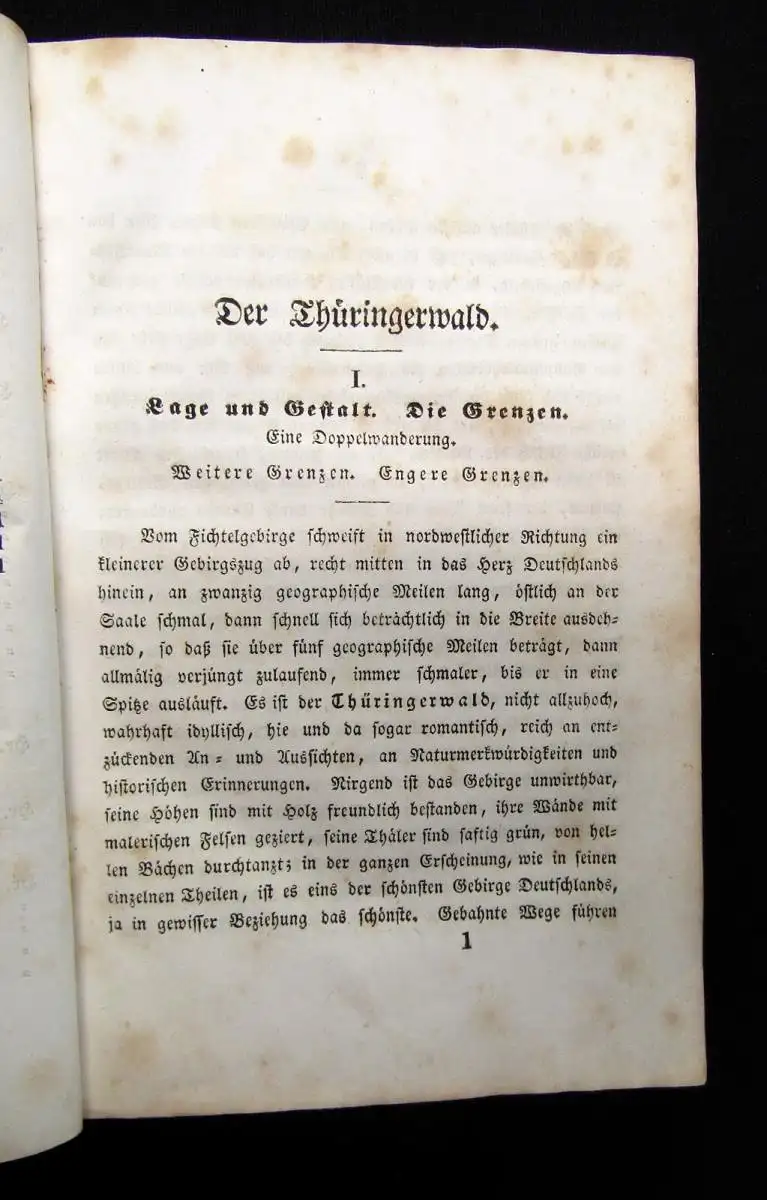 Der Thüringerwald.
I.
Lage und Gestalt. Die Grenzen.
Eine Doppelwanderung.
Weitere Grenzen. Engere Grenzen.
Vom Fichtelgebirge schweift in nordwestlicher Richtung ein
kleinerer Gebirgszug ab, recht mitten in das Herz Deutschlands
hinein, an zwanzig geographische Meilen lang, östlich an der
Saale schmal, dann schnell sich beträchtlich in die Breite ausdeh-
nend, so daß sie über fünf geographische Meilen beträgt, dann
allmälig verjüngt zulaufend, immer schmaler, bis er in eine
Spitze ausläuft. Es ist der Thüringerwald, nicht allzuhoch,
wahrhaft idyllisch, hie und da sogar romantisch, reich an ent-
zückenden An- und Aussichten, an Naturmerkwürdigkeiten und
historischen Erinnerungen. Nirgend ist das Gebirge unwirthbar,
seine Höhen sind mit Holz freundlich bestanden, ihre Wände mit
malerischen Felsen geziert, seine Thäler sind saftig grün, von hel-
len Bächen durchtanzt; in der ganzen Erscheinung, wie in seinen
einzelnen Theilen, ist es eins der schönsten Gebirge Deutschlands,
ja in gewisser Beziehung das schönste. Gebahnte Wege führen
1